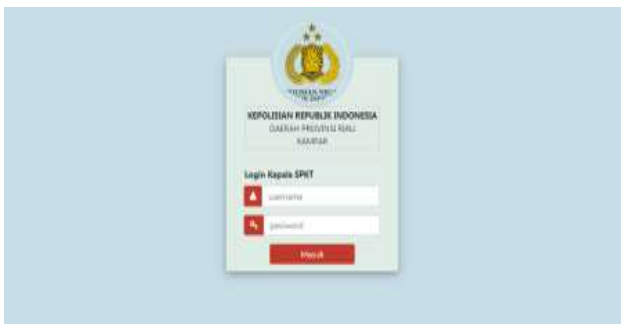 KEPOLISIAN REPUBLIK INDONESIA
DAERAH PROVINSI RIAU
KAMPAR
Login Kepala SPKT
username
password
Masuk